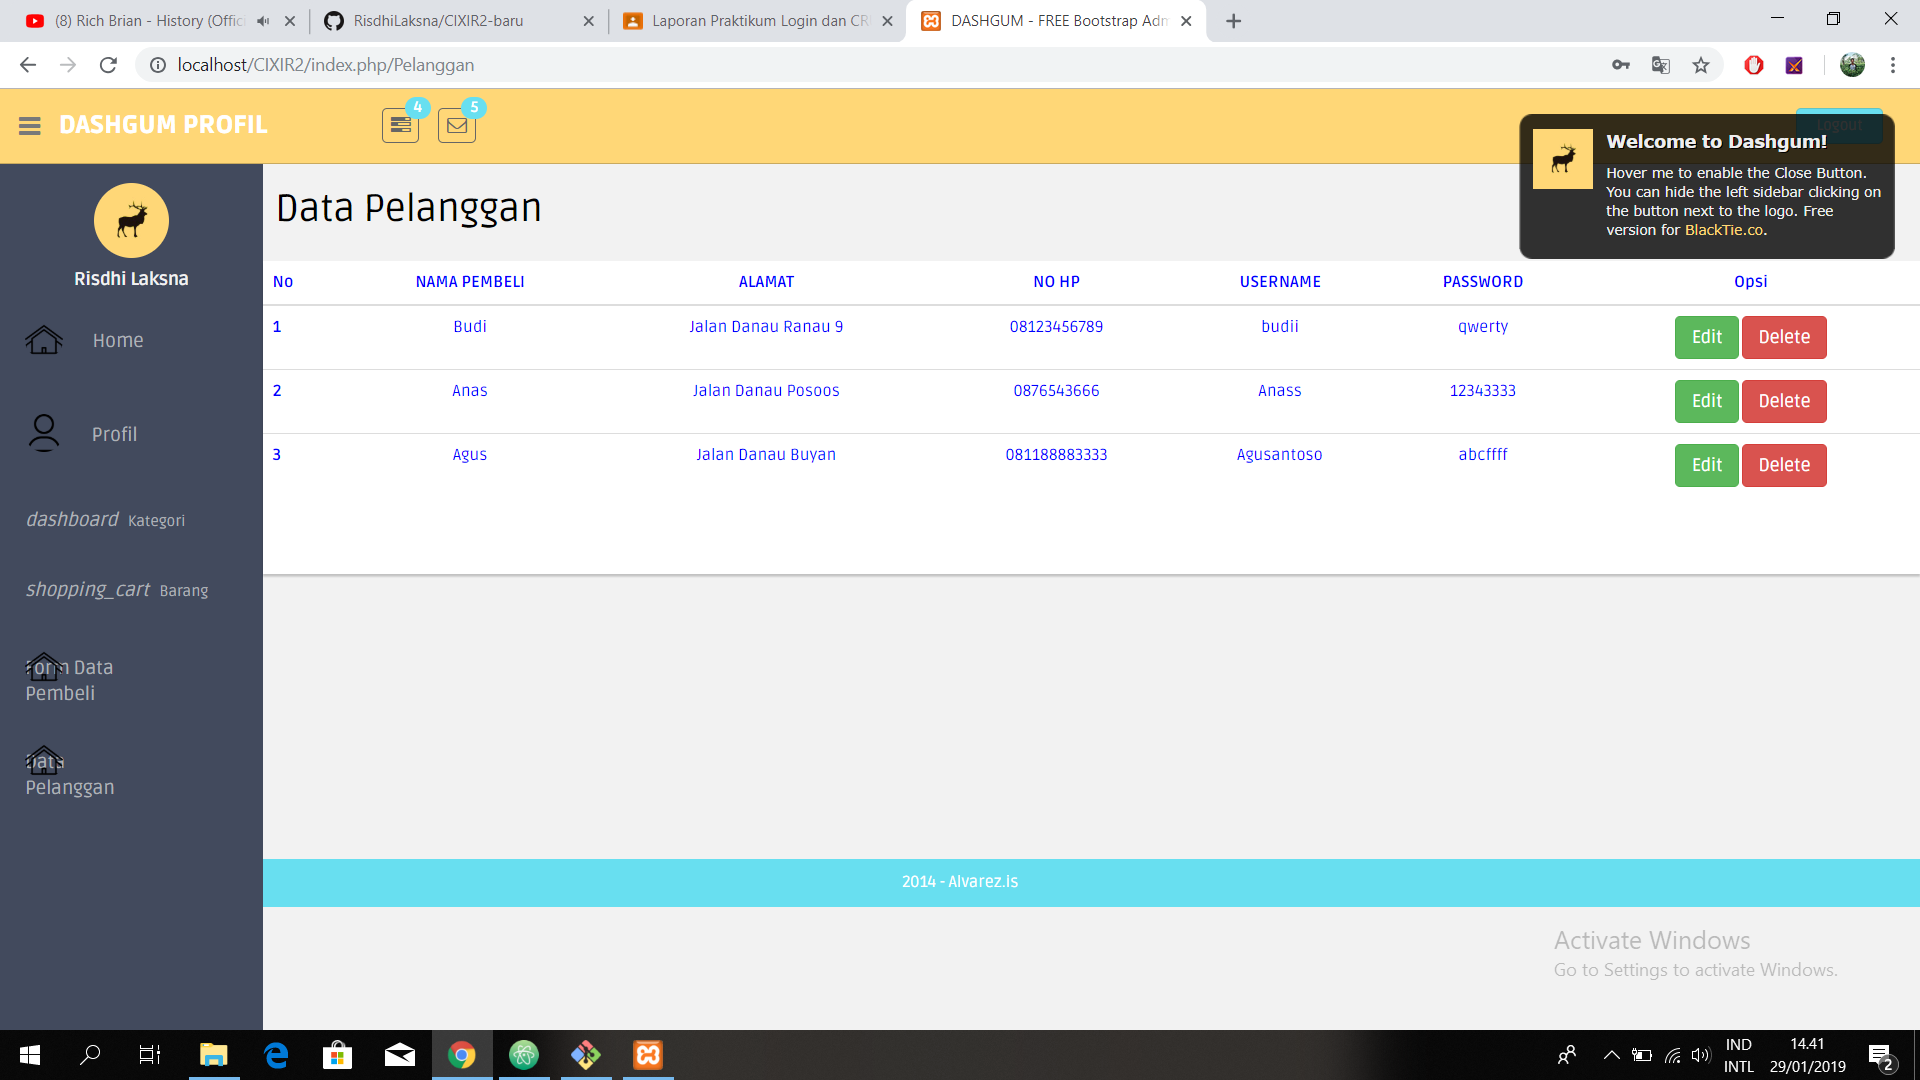 (8) Rich Brian - History (Offici
RisdhiLaksna/CIXIR2-baru
Laporan Praktikum Login dan CRU
DASHGUM - FREE Bootstrap Adm
localhost/CIXIR2/index.php/Pelanggan
DASHGUM PROFIL
4
5
Logout
Welcome to Dashgum!
Hover me to enable the Close Button.
You can hide the left sidebar clicking on
the button next to the logo. Free
version for BlackTie.co.
Risdhi Laksna
Home
Profil
dashboard Kategori
shopping_cart Barang
Form Data
Pembeli
Data
Pelanggan
Data Pelanggan
No NAMA PEMBELI ALAMAT NO HP USERNAME PASSWORD Opsi
1 Budi Jalan Danau Ranau 9 08123456789 budii qwerty Edit Delete
2 Anas Jalan Danau Posoos 0876543666 Anass 12343333 Edit Delete
3 Agus Jalan Danau Buyan 081188883333 Agusantoso abcffff Edit Delete
2014 - Alvarez.is
Activate Windows
Go to Settings to activate Windows.
IND
INTL
14.41
29/01/2019
2